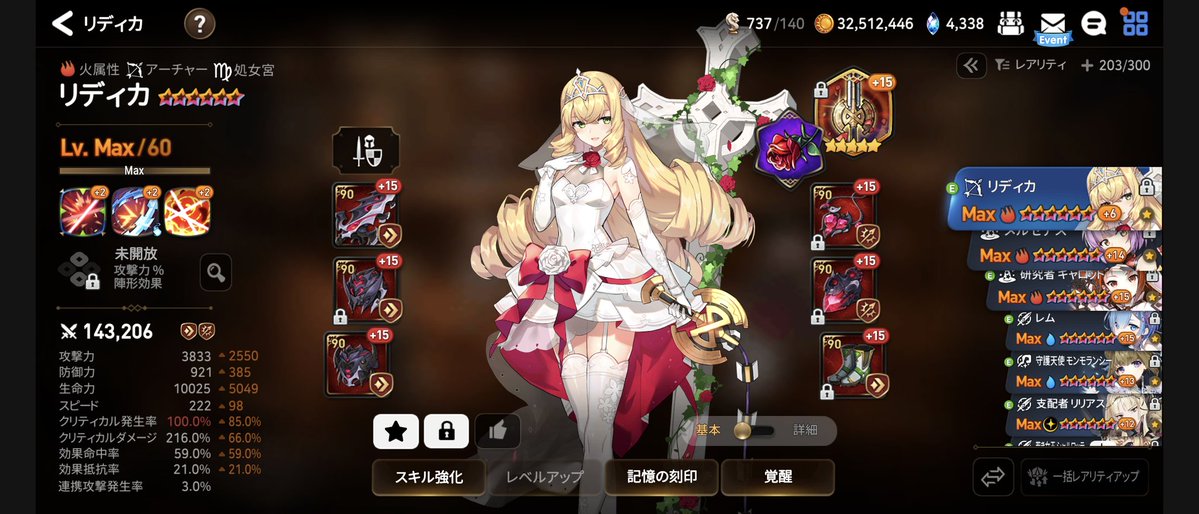 リディカ
?
737/140
32,512,446
4,338
Event
火属性 アーチャー 処女宮
リディカ
Lv. Max/60
Max
+2 +2 +2
未開放
攻撃力%
陣形効果
143,206
攻撃力 3833 2550
防御力 921 385
生命力 10025 5049
スピード 222 98
クリティカル発生率 100.0% 85.0%
クリティカルダメージ 216.0% 66.0%
効果命中率 59.0% 59.0%
効果抵抗率 21.0% 21.0%
連携攻撃発生率 3.0%
90 +15
90 +15
90 +15
+15
90 +15
90 +15
90 +15
基本 詳細
スキル強化
レベルアップ
記憶の刻印
覚醒
レアリティ
203/300
E リディカ
Max +6
Max +14
E 研究者 キャロット
Max +15
E レム
Max +15
E 守護天使 モンモランシー
Max +13
E 支配者 リリアス
Max +12
一括レアリティアップ